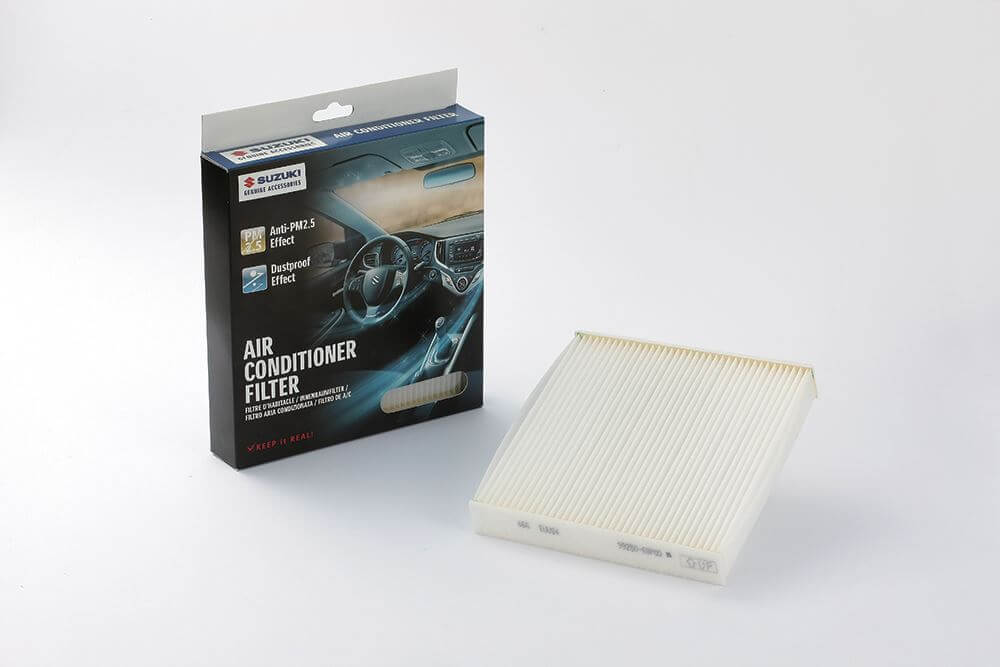 SUZUKI
GENUINE ACCESSORIES
AIR CONDITIONER FILTER
SUZUKI
GENUINE ACCESSORIES
PM
2.5
Anti-PM2.5
Effect
Dustproof
Effect
AIR
CONDITIONER
FILTER
FILTRE D'HABITACLE / INNENRAUMFILTER /
FILTRO ARIA CONDIZIONATA / FILTRO DE A/C
KEEP it REAL!